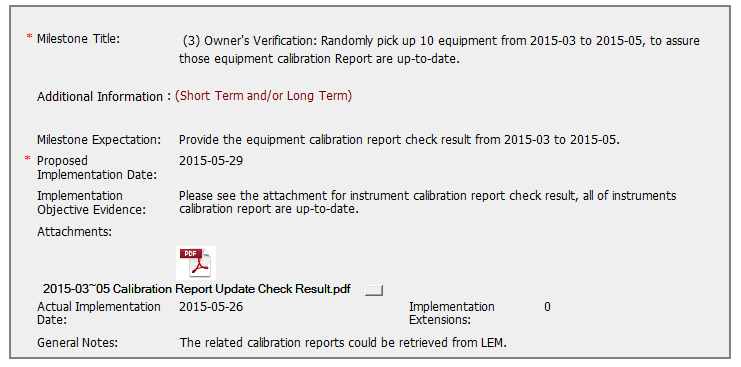 * Milestone Title: (3) Owner's Verification: Randomly pick up 10 equipment from 2015-03 to 2015-05, to assure
those equipment calibration Report are up-to-date.
Additional Information : (Short Term and/or Long Term)
Milestone Expectation: Provide the equipment calibration report check result from 2015-03 to 2015-05.
* Proposed 2015-05-29
Implementation Date:
Implementation Please see the attachment for instrument calibration report check result, all of instruments
Objective Evidence: calibration report are up-to-date.
Attachments:
PDF
2015-03~05 Calibration Report Update Check Result.pdf
Actual Implementation 2015-05-26 Implementation 0
Date: Extensions:
General Notes: The related calibration reports could be retrieved from LEM.